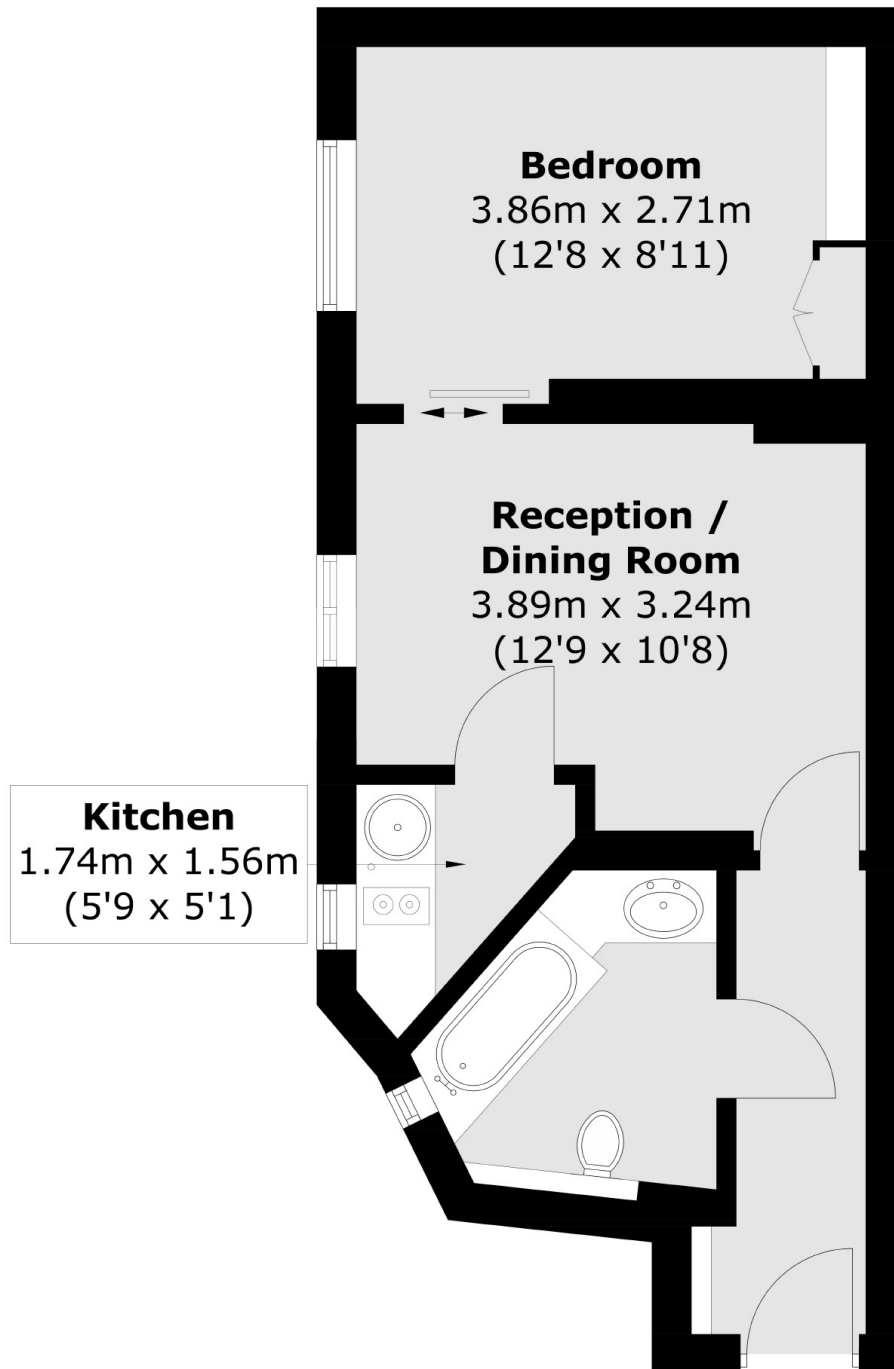 Bedroom
3.86m x 2.71m
(12'8 x 8'11)
Reception /
Dining Room
3.89m x 3.24m
(12'9 x 10'8)
Kitchen
1.74m x 1.56m
(5'9 x 5'1)